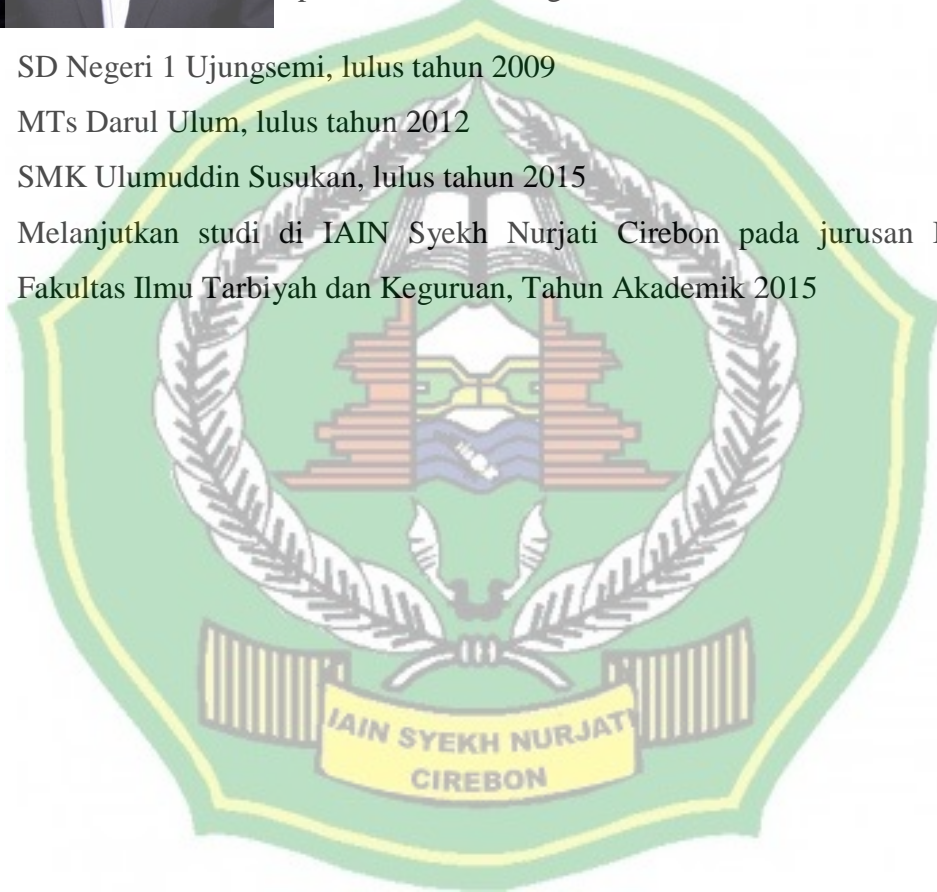 SD Negeri 1 Ujungsemi, lulus tahun 2009
MTs Darul Ulum, lulus tahun 2012
SMK Ulumuddin Susukan, lulus tahun 2015
Melanjutkan studi di IAIN Syekh Nurjati Cirebon pada jurusan
Fakultas Ilmu Tarbiyah dan Keguruan, Tahun Akademik 2015
IAIN SYEKH NURJATI
CIREBON